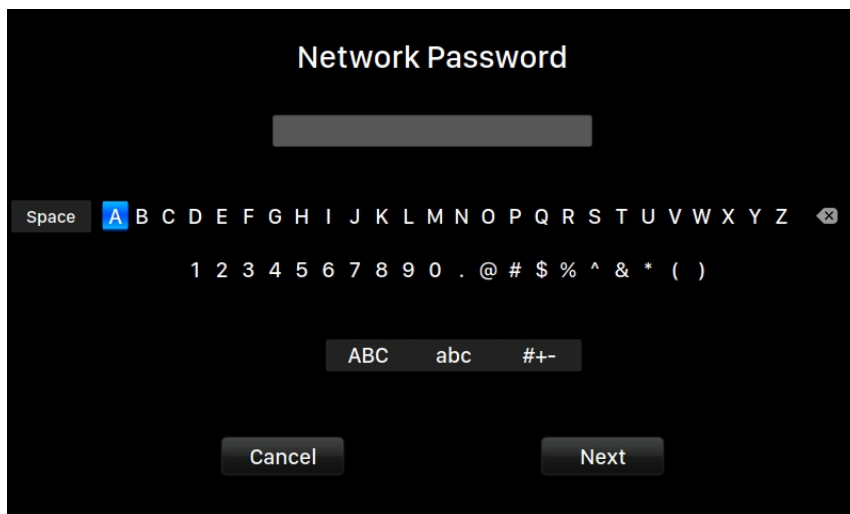 Network Password
Space A B C D E F G H I J K L M N O P Q R S T U V W X Y Z
1 2 3 4 5 6 7 8 9 0 . @ # $ % ^ & * ( )
ABC abc #+-
Cancel Next